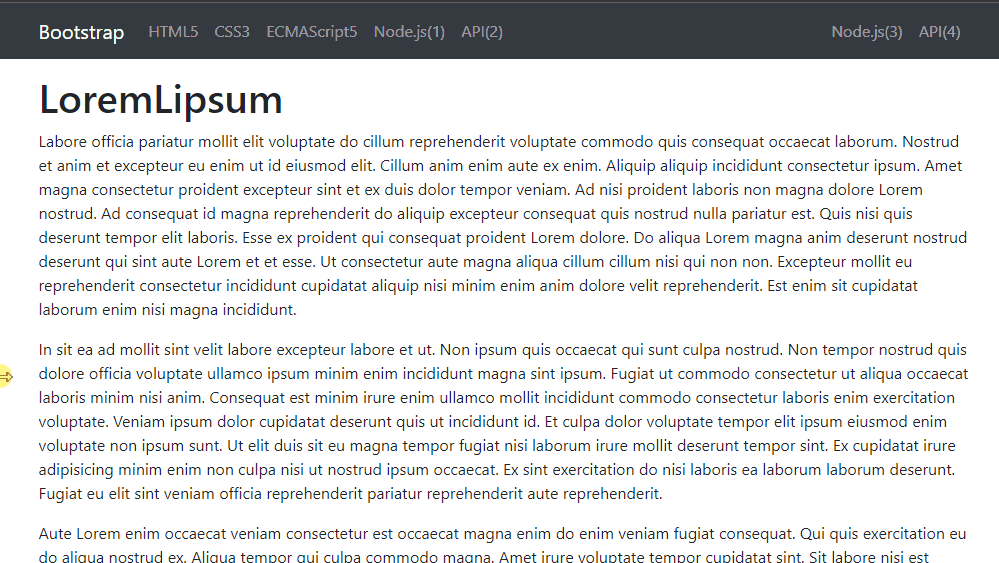 Bootstrap HTML5 CSS3 ECMAScript5 Node.js(1) API(2) Node.js(3) API(4)
LoremLipsum
Labore officia pariatur mollit elit voluptate do cillum reprehenderit voluptate commodo quis consequat occaecat laborum. Nostrud
et anim et excepteur eu enim ut id eiusmod elit. Cillum anim enim aute ex enim. Aliquip aliquip incididunt consectetur ipsum. Amet
magna consectetur proident excepteur sint et ex duis dolor tempor veniam. Ad nisi proident laboris non magna dolore Lorem
nostrud. Ad consequat id magna reprehenderit do aliquip excepteur consequat quis nostrud nulla pariatur est. Quis nisi quis
deserunt tempor elit laboris. Esse ex proident qui consequat proident Lorem dolore. Do aliqua Lorem magna anim deserunt nostrud
deserunt qui sint aute Lorem et et esse. Ut consectetur aute magna aliqua cillum cillum nisi qui non non. Excepteur mollit eu
reprehenderit consectetur incididunt cupidatat aliquip nisi minim enim anim dolore velit reprehenderit. Est enim sit cupidatat
laborum enim nisi magna incididunt.
In sit ea ad mollit sint velit labore excepteur labore et ut. Non ipsum quis occaecat qui sunt culpa nostrud. Non tempor nostrud quis
dolore officia voluptate ullamco ipsum minim enim incididunt magna sint ipsum. Fugiat ut commodo consectetur ut aliqua occaecat
laboris minim nisi anim. Consequat est minim irure enim ullamco mollit incididunt commodo consectetur laboris enim exercitation
voluptate. Veniam ipsum dolor cupidatat deserunt quis ut incididunt id. Et culpa dolor voluptate tempor elit ipsum eiusmod enim
voluptate non ipsum sunt. Ut elit duis sit eu magna tempor fugiat nisi laborum irure mollit deserunt tempor sint. Ex cupidatat irure
adipisicing minim enim non culpa nisi ut nostrud ipsum occaecat. Ex sint exercitation do nisi laboris ea laborum laborum deserunt.
Fugiat eu elit sint veniam officia reprehenderit pariatur reprehenderit aute reprehenderit.
Aute Lorem enim occaecat veniam consectetur est occaecat magna enim do enim veniam fugiat consequat. Qui quis exercitation eu
do aliqua nostrud ex. Aliqua tempor qui culpa commodo magna. Amet irure voluptate tempor cupidatat sint. Sit labore nisi est